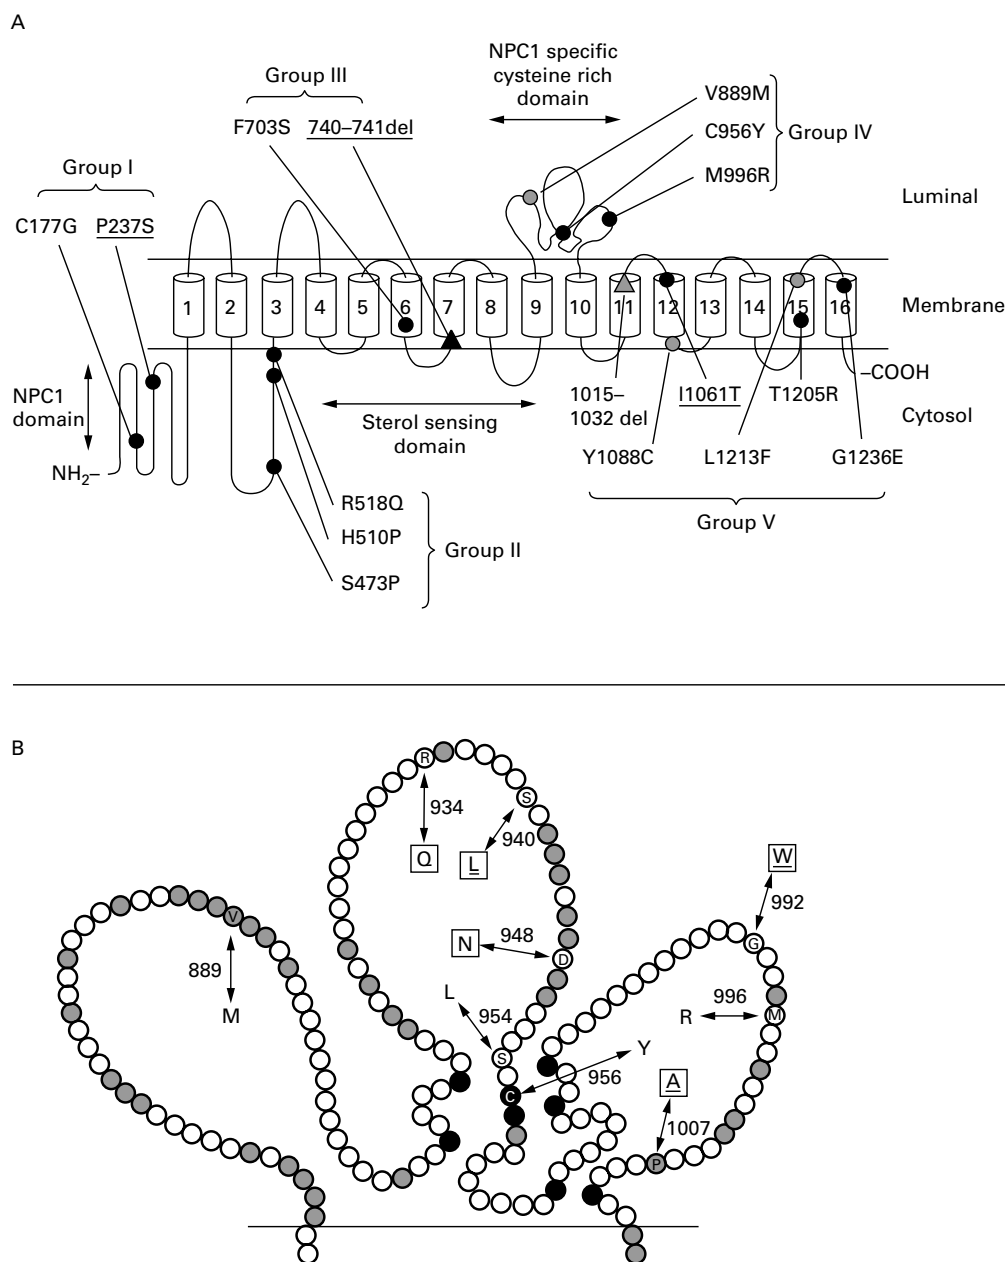 A
NPC1 specific
cysteine rich
domain
Group III
F703S 740–741del
V889M
C956Y
M996R
Group IV
Group I
C177G P237S
Luminal
1 2 3 4 5 6 7 8 9 10 11 12 13 14 15 16
Membrane
NPC1
domain
NH2–
Sterol sensing
domain
1015–
1032 del
I1061T
T1205R
–COOH
Cytosol
Y1088C
L1213F
G1236E
Group V
R518Q
H510P
S473P
Group II
B
R
934
Q
S
940
L
W
992
G
V
889
M
N
948
D
L
954
S
R
996
M
Y
956
C
A
1007
P